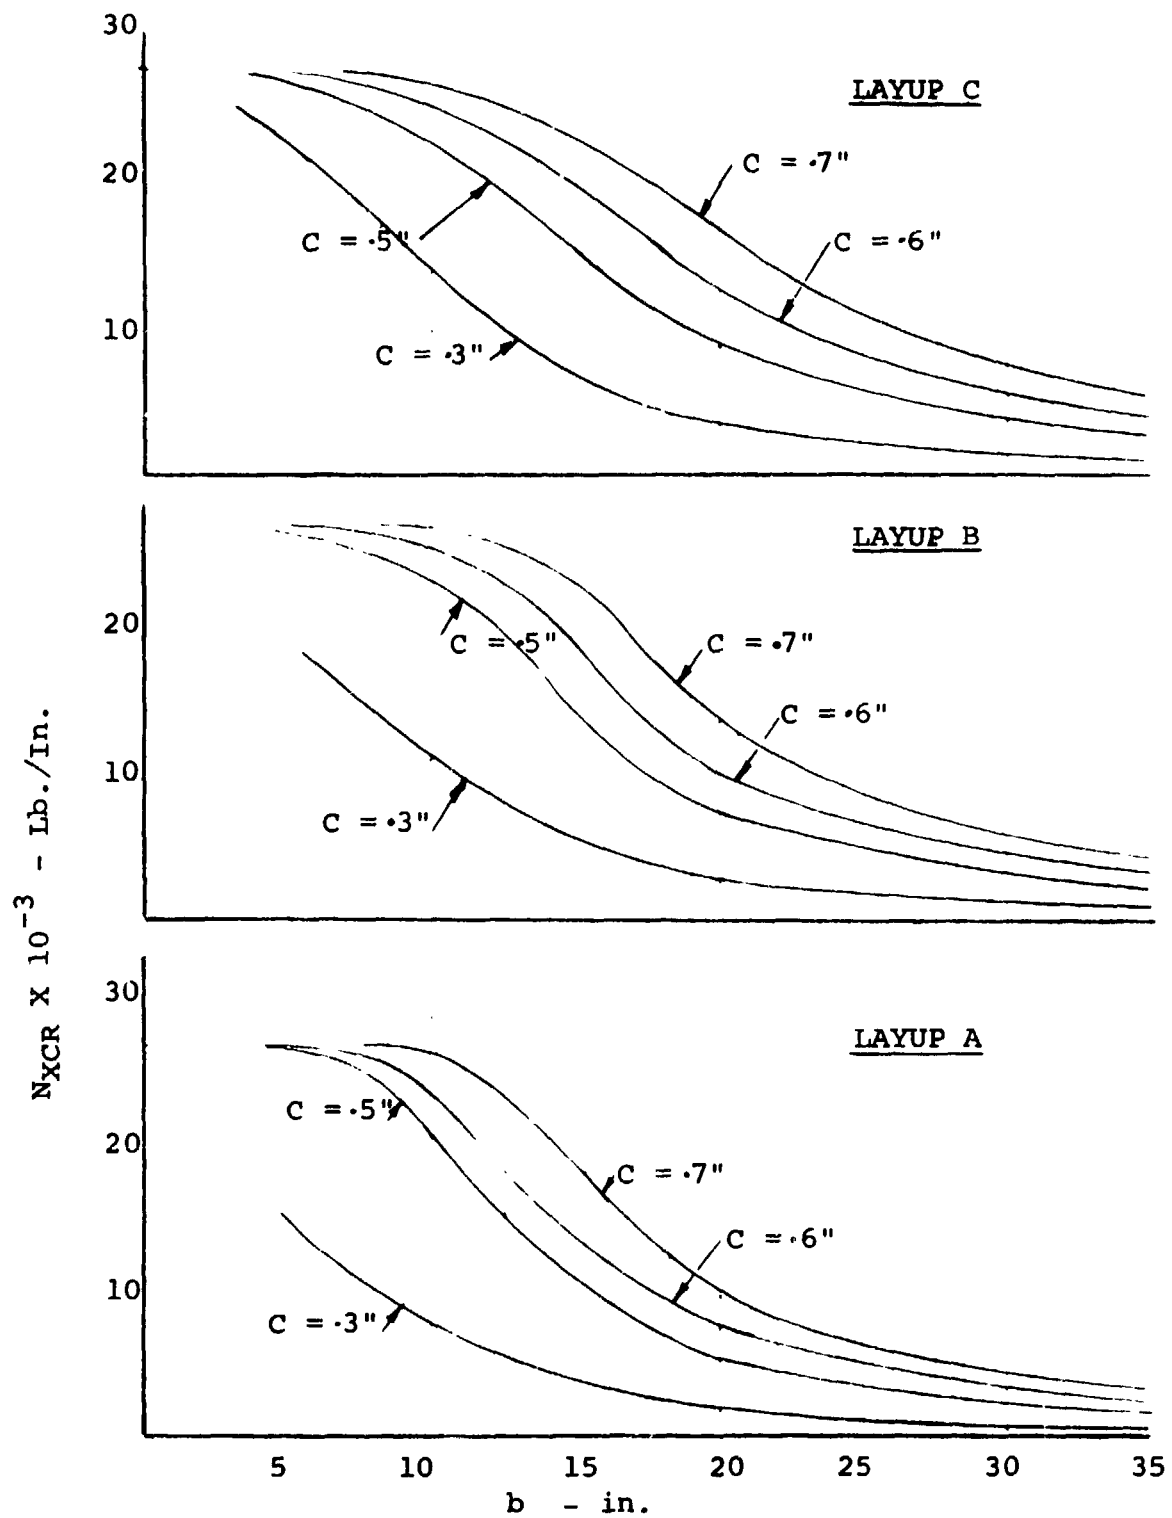 30
LAYUP C
C = .7"
20
C = .5"
C = .6"
10
C = .3"
LAYUP B
20
C = .5"
C = .7"
C = .6"
10
C = .3"
N_XCR X 10^-3 - Lb./In.
30
LAYUP A
C = .5"
20
C = .7"
C = .6"
10
C = .3"
5 10 15 20 25 30 35
b - in.